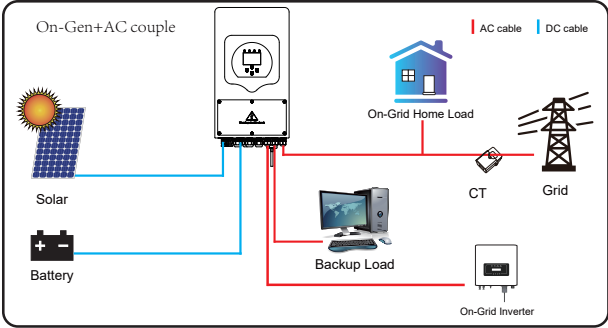 On-Gen+AC couple
AC cable
DC cable
On-Grid Home Load
CT
Grid
Solar
Backup Load
Battery
On-Grid Inverter